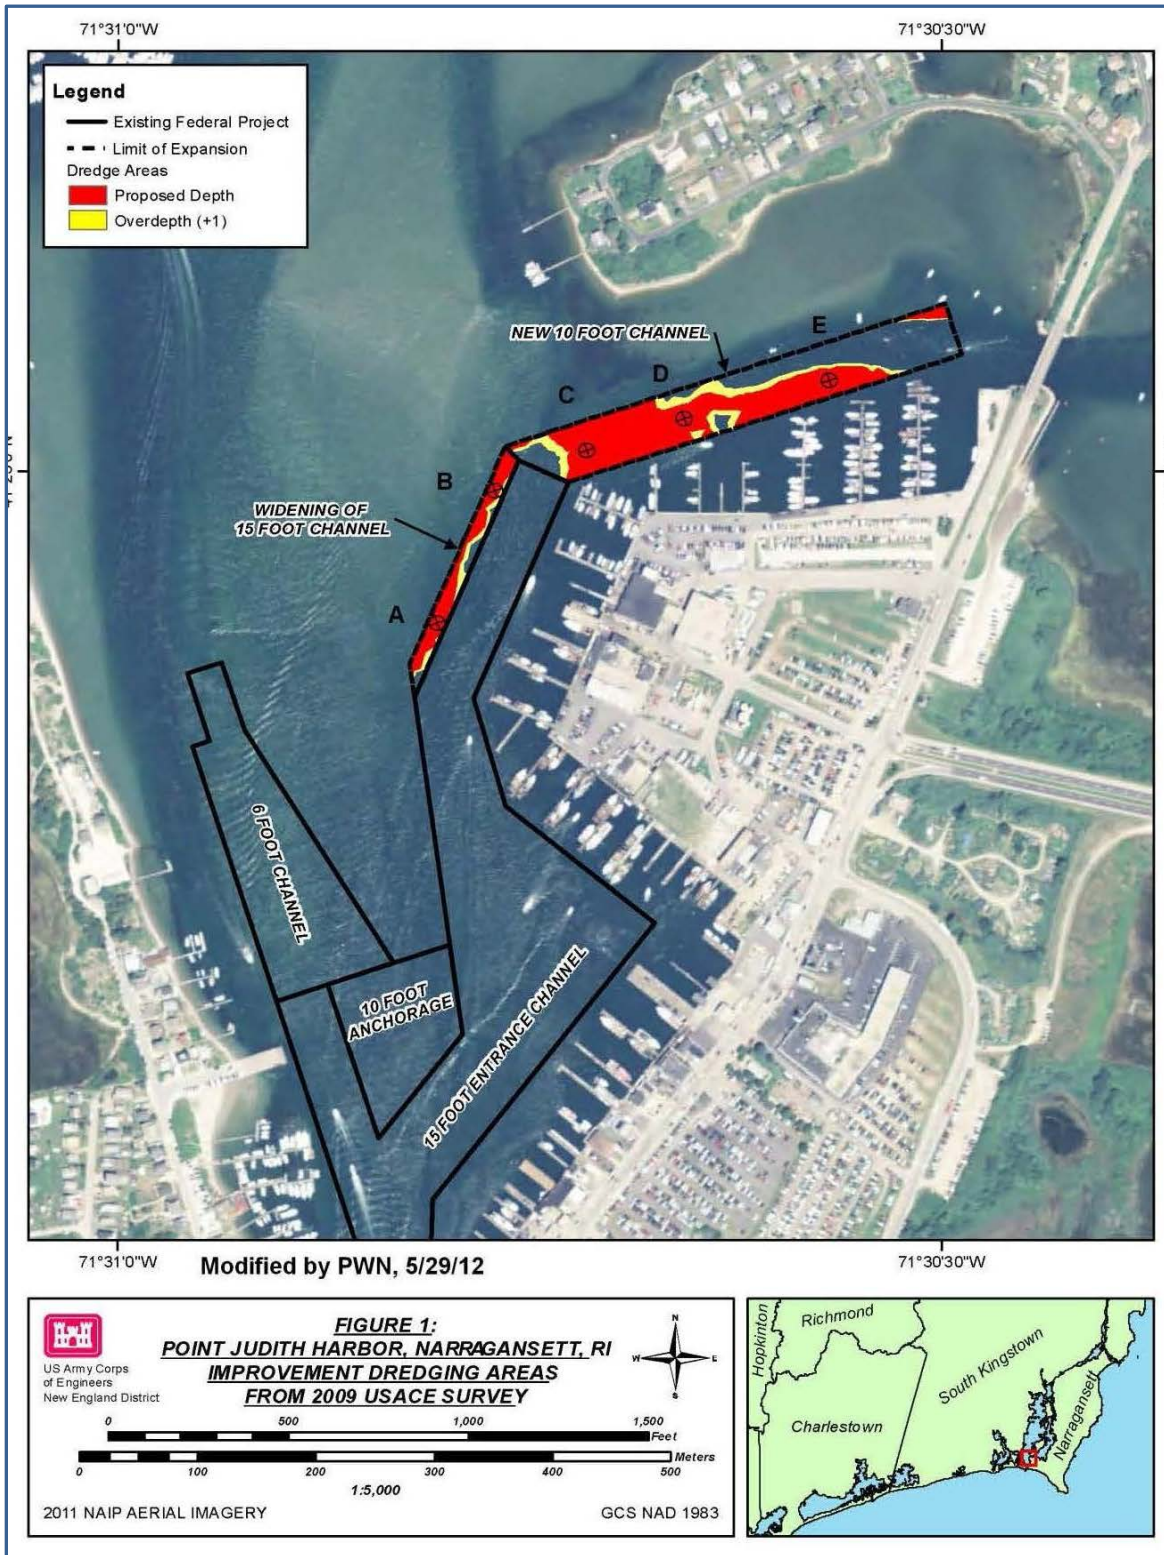 71°31'0"W
71°30'30"W
Legend
Existing Federal Project
Limit of Expansion
Dredge Areas
Proposed Depth
Overdepth (+1)
NEW 10 FOOT CHANNEL
E
D
C
B
WIDENING OF
15 FOOT CHANNEL
A
6 FOOT CHANNEL
10 FOOT
ANCHORAGE
15 FOOT ENTRANCE CHANNEL
71°31'0"W
71°30'30"W
Modified by PWN, 5/29/12
US Army Corps
of Engineers
New England District
FIGURE 1:
POINT JUDITH HARBOR, NARRAGANSETT, RI
IMPROVEMENT DREDGING AREAS
FROM 2009 USACE SURVEY
N
W
E
S
0 500 1,000 1,500
Feet
Meters
0 100 200 300 400 500
1:5,000
2011 NAIP AERIAL IMAGERY
GCS NAD 1983
Hopkinton
Richmond
South Kingstown
Charlestown
Narragansett